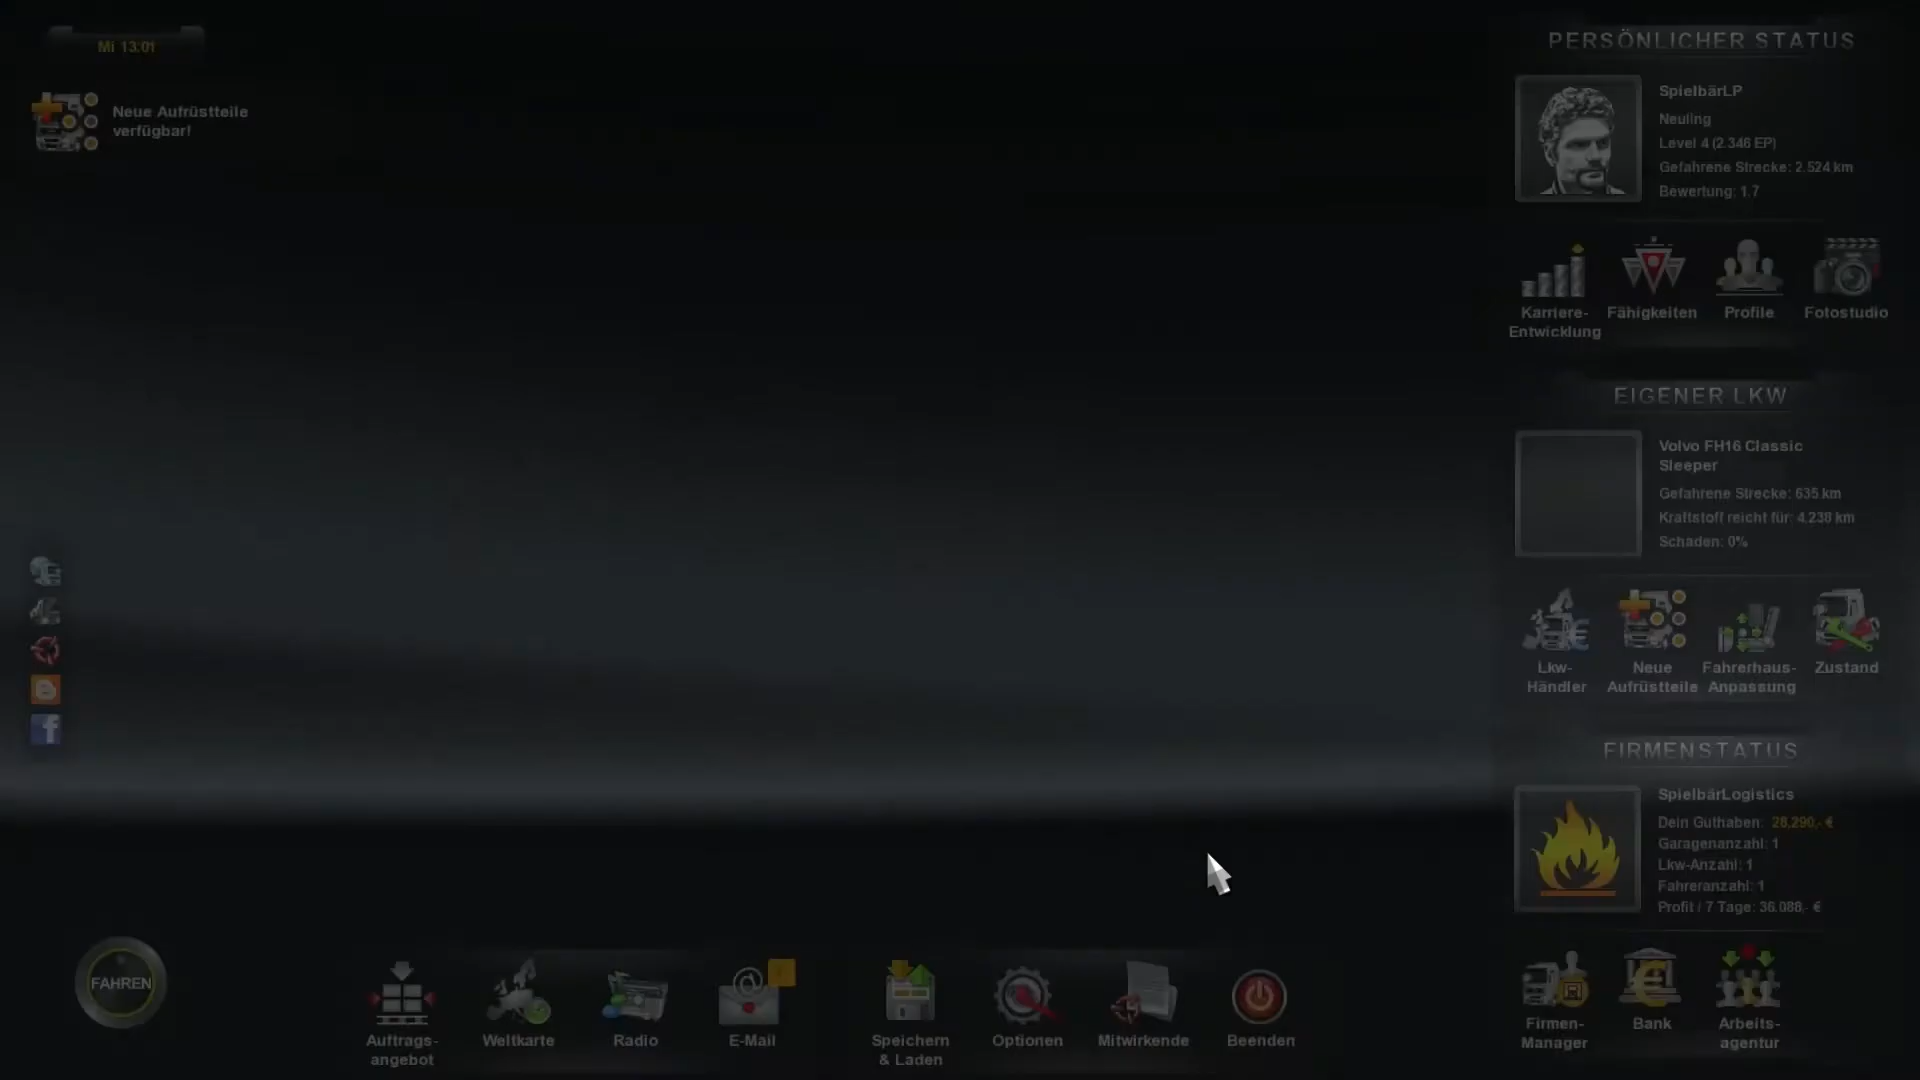 Mi 13:01
Neue Aufrüstteile
verfügbar!
PERSÖNLICHER STATUS
SpielbärLP
Neuling
Level 4 (2.346 EP)
Gefahrene Strecke: 2.524 km
Bewertung: 1.7
Karriere-
Entwicklung
Fähigkeiten
Profile
Fotostudio
EIGENER LKW
Volvo FH16 Classic
Sleeper
Gefahrene Strecke: 635 km
Kraftstoff reicht für: 4.238 km
Schaden: 0%
Lkw-
Händler
Neue
Aufrüstteile
Fahrerhaus-
Anpassung
Zustand
FIRMENSTATUS
SpielbärLogistics
Dein Guthaben: 28,290,- €
Garagenanzahl: 1
Lkw-Anzahl: 1
Fahreranzahl: 1
Profit / 7 Tage: 36.088,- €
Firmen-
Manager
Bank
Arbeits-
agentur
FAHREN
Auftrags-
angebot
Weltkarte
Radio
E-Mail
Speichern
& Laden
Optionen
Mitwirkende
Beenden